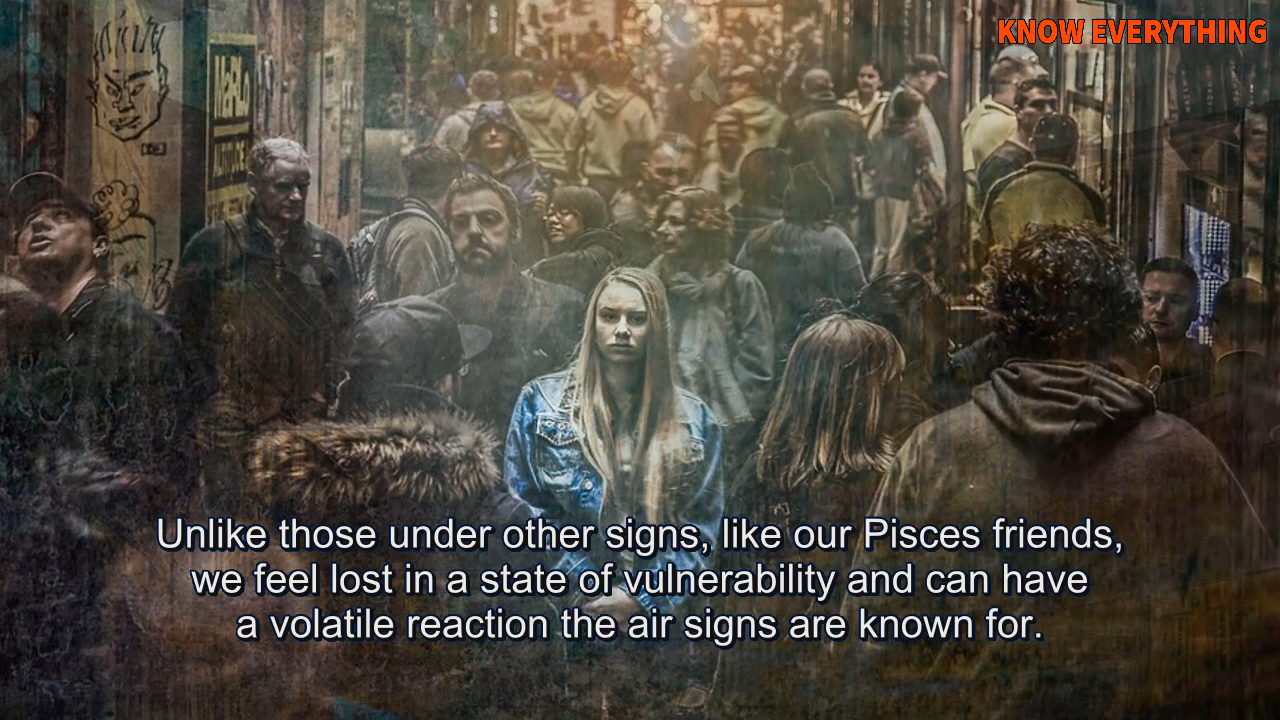 KNOW EVERYTHING
Unlike those under other signs, like our Pisces friends,
we feel lost in a state of vulnerability and can have
a volatile reaction the air signs are known for.